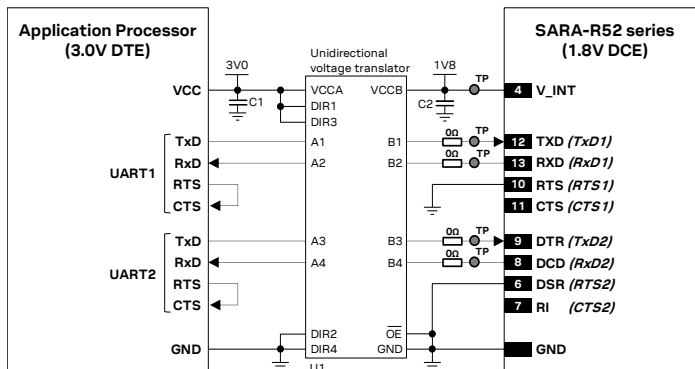 Application Processor
(3.0V DTE)
SARA-R52 series
(1.8V DCE)
Unidirectional
voltage translator
3V0
1V8
VCC
C1
VCCA
VCCB
C2
TP
4 V_INT
DIR1
DIR3
UART1
TxD
A1
B1
0Ω
TP
12 TXD (TxD1)
RxD
A2
B2
0Ω
TP
13 RXD (RxD1)
RTS
10 RTS (RTS1)
CTS
11 CTS (CTS1)
UART2
TxD
A3
B3
0Ω
TP
9 DTR (TxD2)
RxD
A4
B4
0Ω
TP
8 DCD (RxD2)
RTS
6 DSR (RTS2)
CTS
7 RI (CTS2)
DIR2
OE
GND
DIR4
GND
GND
U1